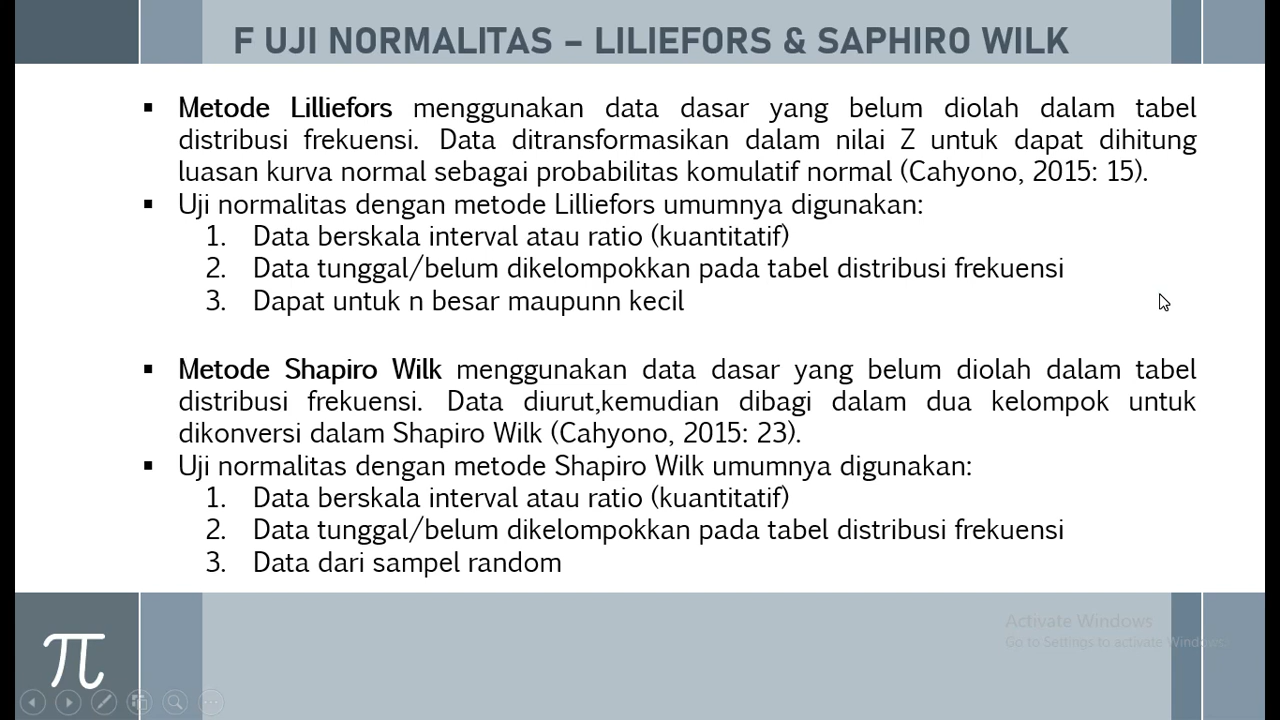 F UJI NORMALITAS – LILIEFORS & SAPHIRO WILK
▪ Metode Lilliefors menggunakan data dasar yang belum diolah dalam tabel
distribusi frekuensi. Data ditransformasikan dalam nilai Z untuk dapat dihitung
luasan kurva normal sebagai probabilitas komulatif normal (Cahyono, 2015: 15).
▪ Uji normalitas dengan metode Lilliefors umumnya digunakan:
1. Data berskala interval atau ratio (kuantitatif)
2. Data tunggal/belum dikelompokkan pada tabel distribusi frekuensi
3. Dapat untuk n besar maupunn kecil
▪ Metode Shapiro Wilk menggunakan data dasar yang belum diolah dalam tabel
distribusi frekuensi. Data diurut,kemudian dibagi dalam dua kelompok untuk
dikonversi dalam Shapiro Wilk (Cahyono, 2015: 23).
▪ Uji normalitas dengan metode Shapiro Wilk umumnya digunakan:
1. Data berskala interval atau ratio (kuantitatif)
2. Data tunggal/belum dikelompokkan pada tabel distribusi frekuensi
3. Data dari sampel random
Activate Windows
Go to Settings to activate Windows.
π